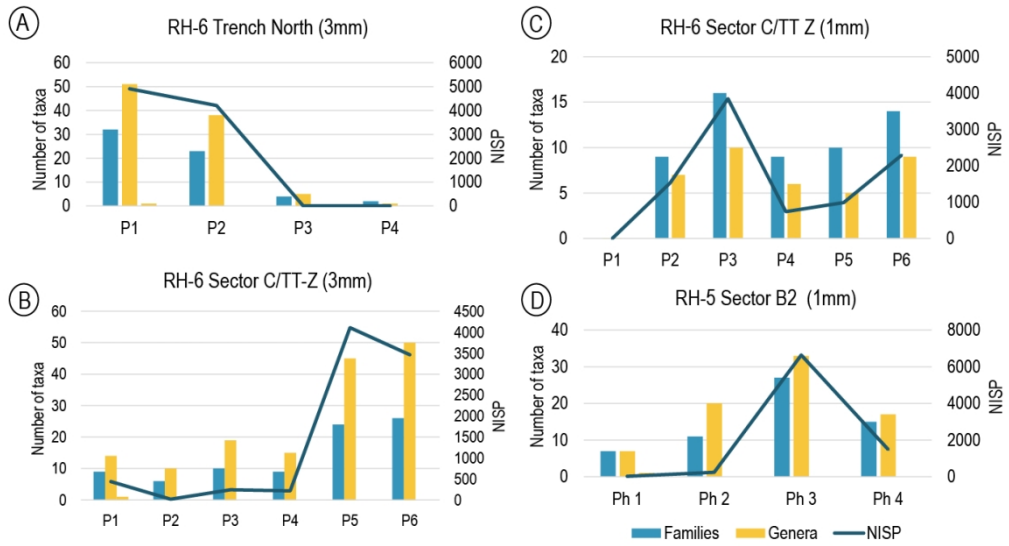 A
RH-6 Trench North (3mm)
Number of taxa
60
50
40
30
20
10
0
6000
5000
4000
3000
2000
1000
0
NISP
P1 P2 P3 P4
B
RH-6 Sector C/TT-Z (3mm)
Number of taxa
60
50
40
30
20
10
0
4500
4000
3500
3000
2500
2000
1500
1000
500
0
NISP
P1 P2 P3 P4 P5 P6
C
RH-6 Sector C/TT Z (1mm)
Number of taxa
20
15
10
5
0
5000
4000
3000
2000
1000
0
NISP
P1 P2 P3 P4 P5 P6
D
RH-5 Sector B2 (1mm)
Number of taxa
40
30
20
10
0
8000
6000
4000
2000
0
NISP
Ph 1 Ph 2 Ph 3 Ph 4
Families Genera NISP